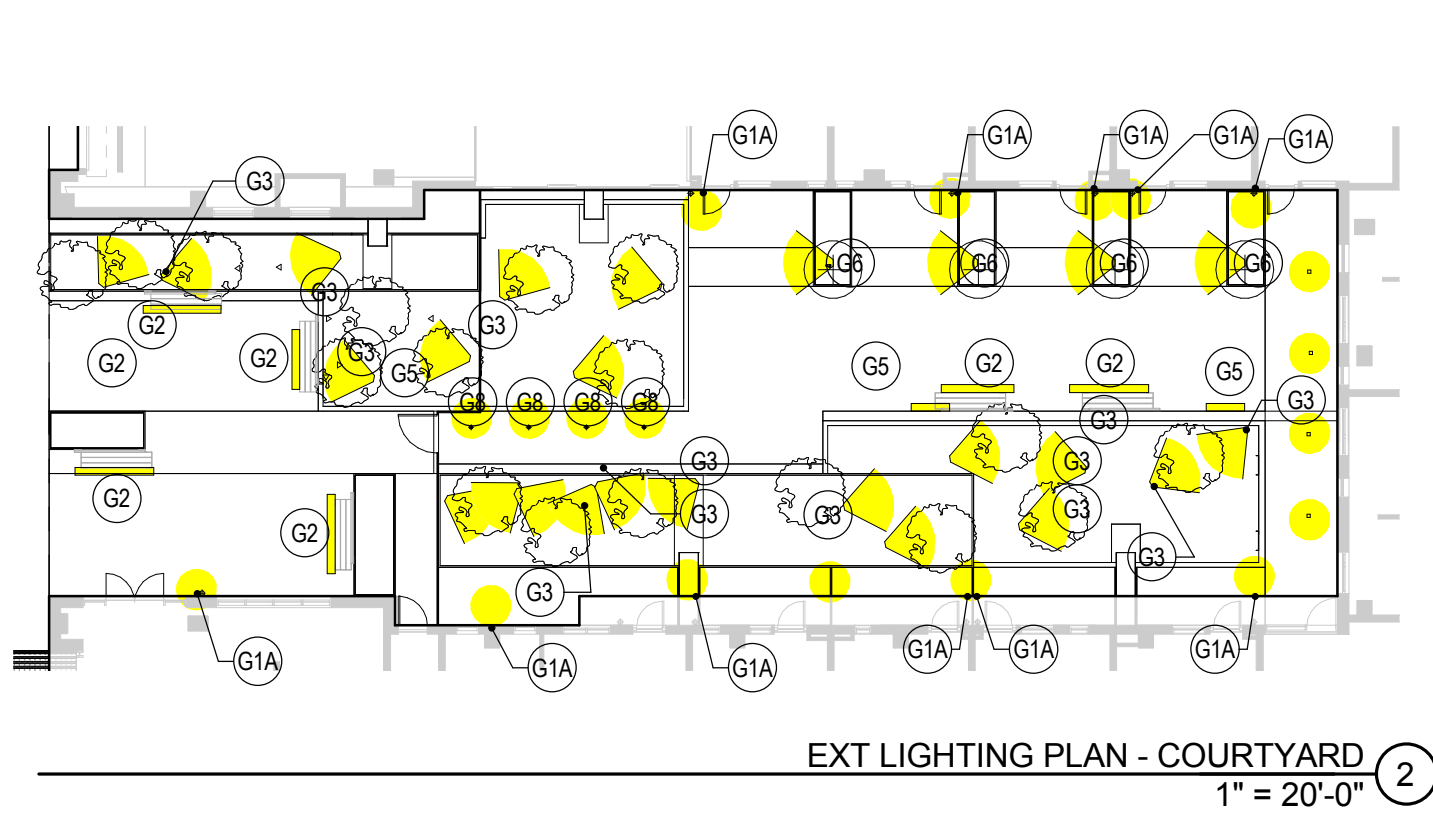 G1A G1A G1A G1A G1A
G3
G6 G6 G6 G6
G3
G2 G3
G2 G2 G3 G5 G5 G2 G2 G5
G8 G8 G8 G8 G3
G3
G3 G3
G2 G3 G3 G3
G2
G3
G3
G1A G1A G1A G1A G1A G1A
EXT LIGHTING PLAN - COURTYARD
2
1" = 20'-0"